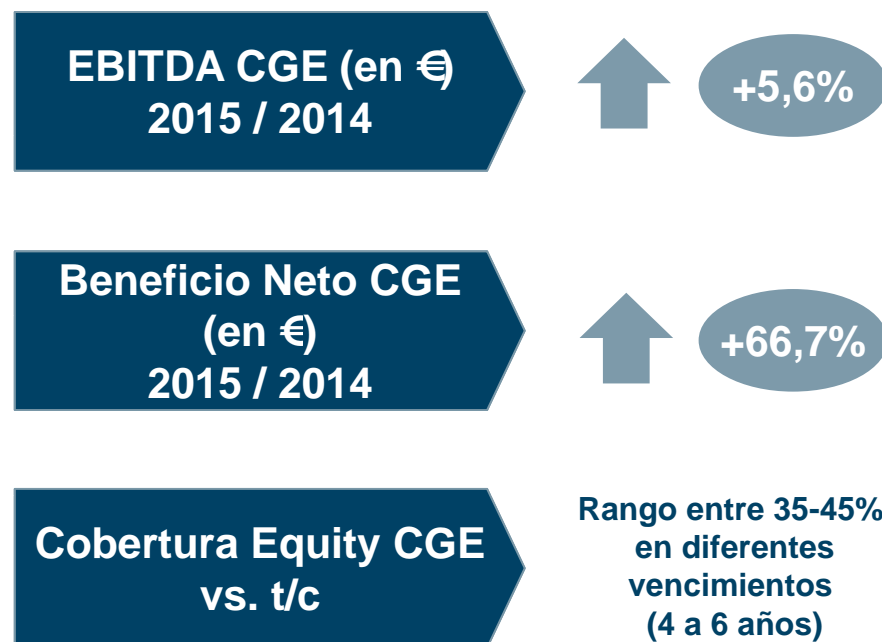 EBITDA CGE (en €)
2015 / 2014
+5,6%
Beneficio Neto CGE
(en €)
2015 / 2014
+66,7%
Cobertura Equity CGE
vs. t/c
Rango entre 35-45%
en diferentes
vencimientos
(4 a 6 años)